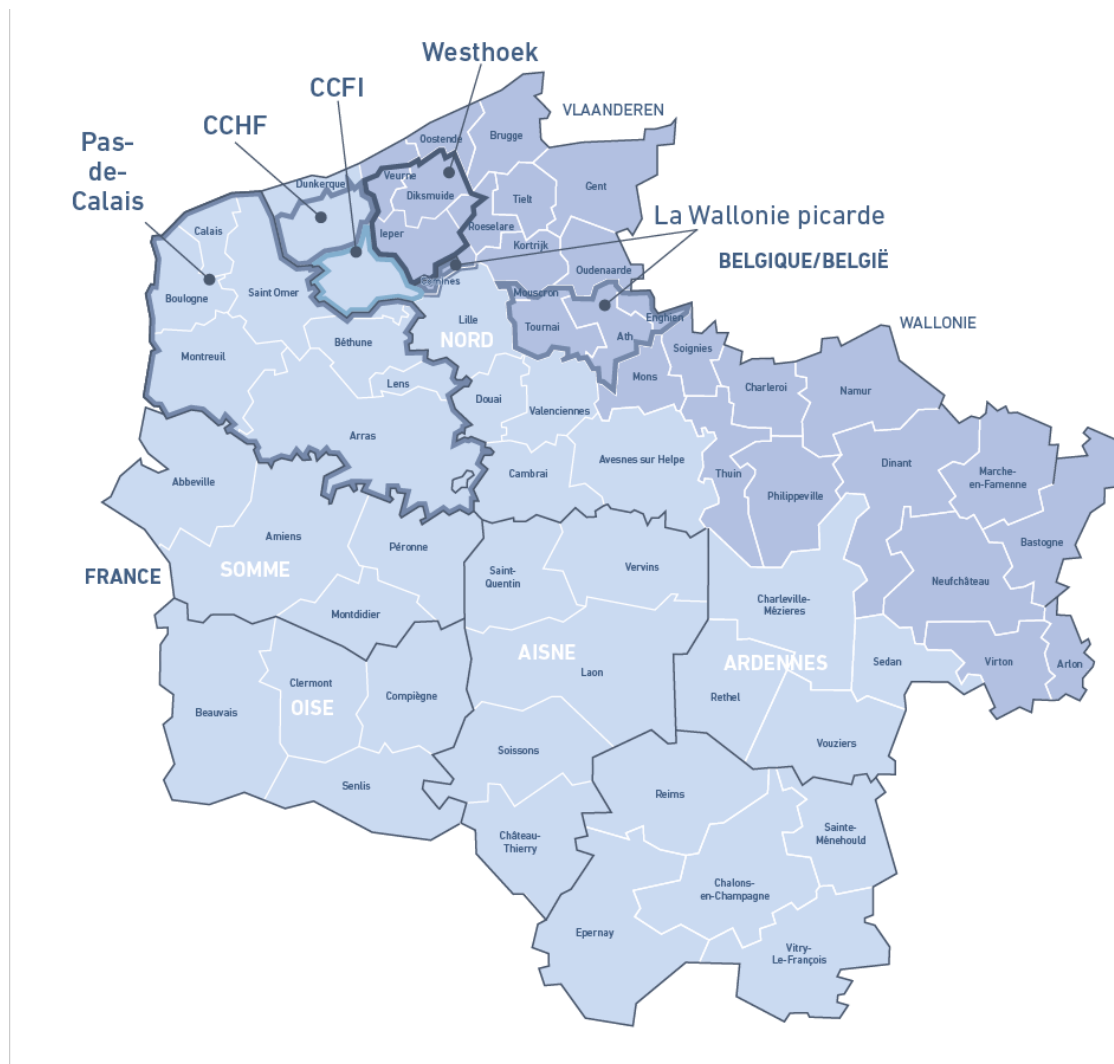 Westhoek
CCFI
VLAANDEREN
CCHF
Oostende
Brugge
Pas-
de-
Calais
Dunkerque
Veurne
Gent
Diksmuide
Tielt
La Wallonie picarde
Calais
Ieper
Roeselare
Kortrijk
BELGIQUE/BELGIË
Oudenaarde
Comines
Boulogne
Saint Omer
Mouscron
Enghien
WALLONIE
Lille
NORD
Tournai
Ath
Soignies
Béthune
Montreuil
Mons
Charleroi
Namur
Lens
Douai
Valenciennes
Arras
Cambrai
Avesnes sur Helpe
Thuin
Dinant
Marche-
en-Famenne
Abbeville
Philippeville
Amiens
Péronne
Bastogne
FRANCE
SOMME
Saint-
Quentin
Vervins
Neufchâteau
Montdidier
Charleville-
Mézieres
AISNE
Laon
ARDENNES
Sedan
Virton
Arlon
Clermont
Compiègne
Rethel
OISE
Beauvais
Vouziers
Soissons
Senlis
Reims
Château-
Thierry
Sainte-
Ménehould
Chalons-
en-Champagne
Epernay
Vitry-
Le-François